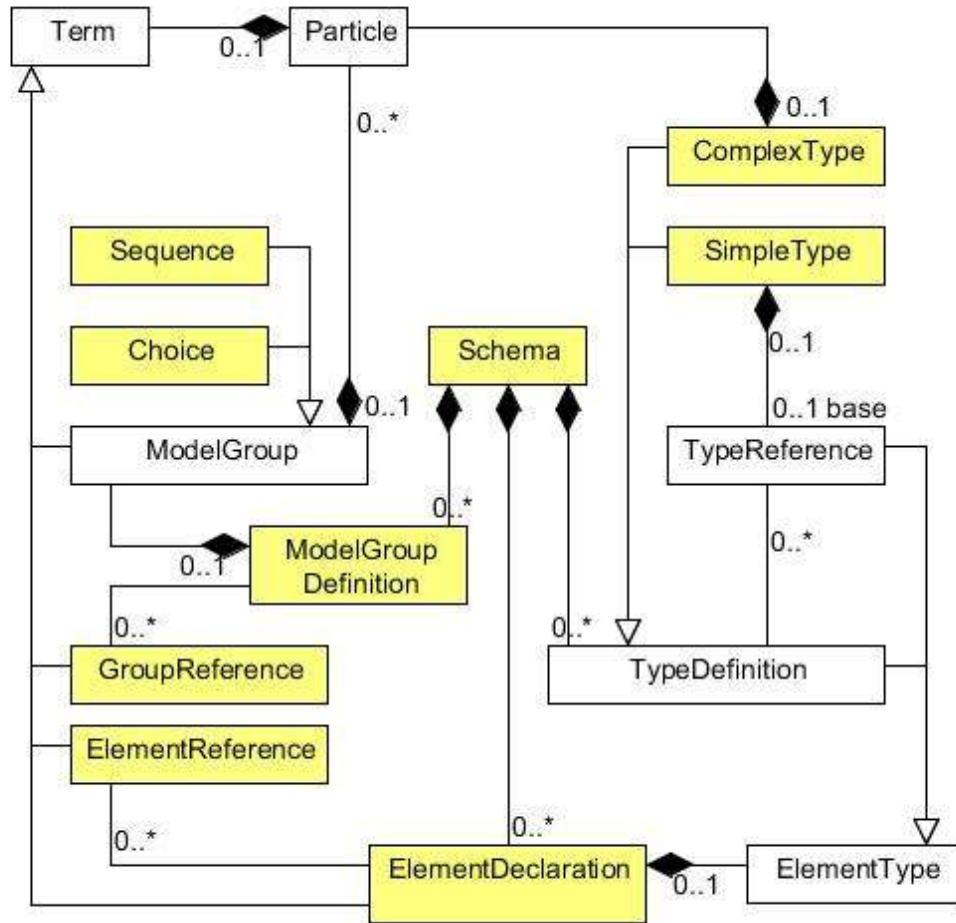 Term
Particle
0..1
0..*
0..1
ComplexType
Sequence
SimpleType
Choice
Schema
0..1
0..1
0..1 base
ModelGroup
TypeReference
0..*
ModelGroup
Definition
0..1
0..*
0..*
0..*
GroupReference
TypeDefinition
ElementReference
0..*
0..*
ElementDeclaration
ElementType
0..1